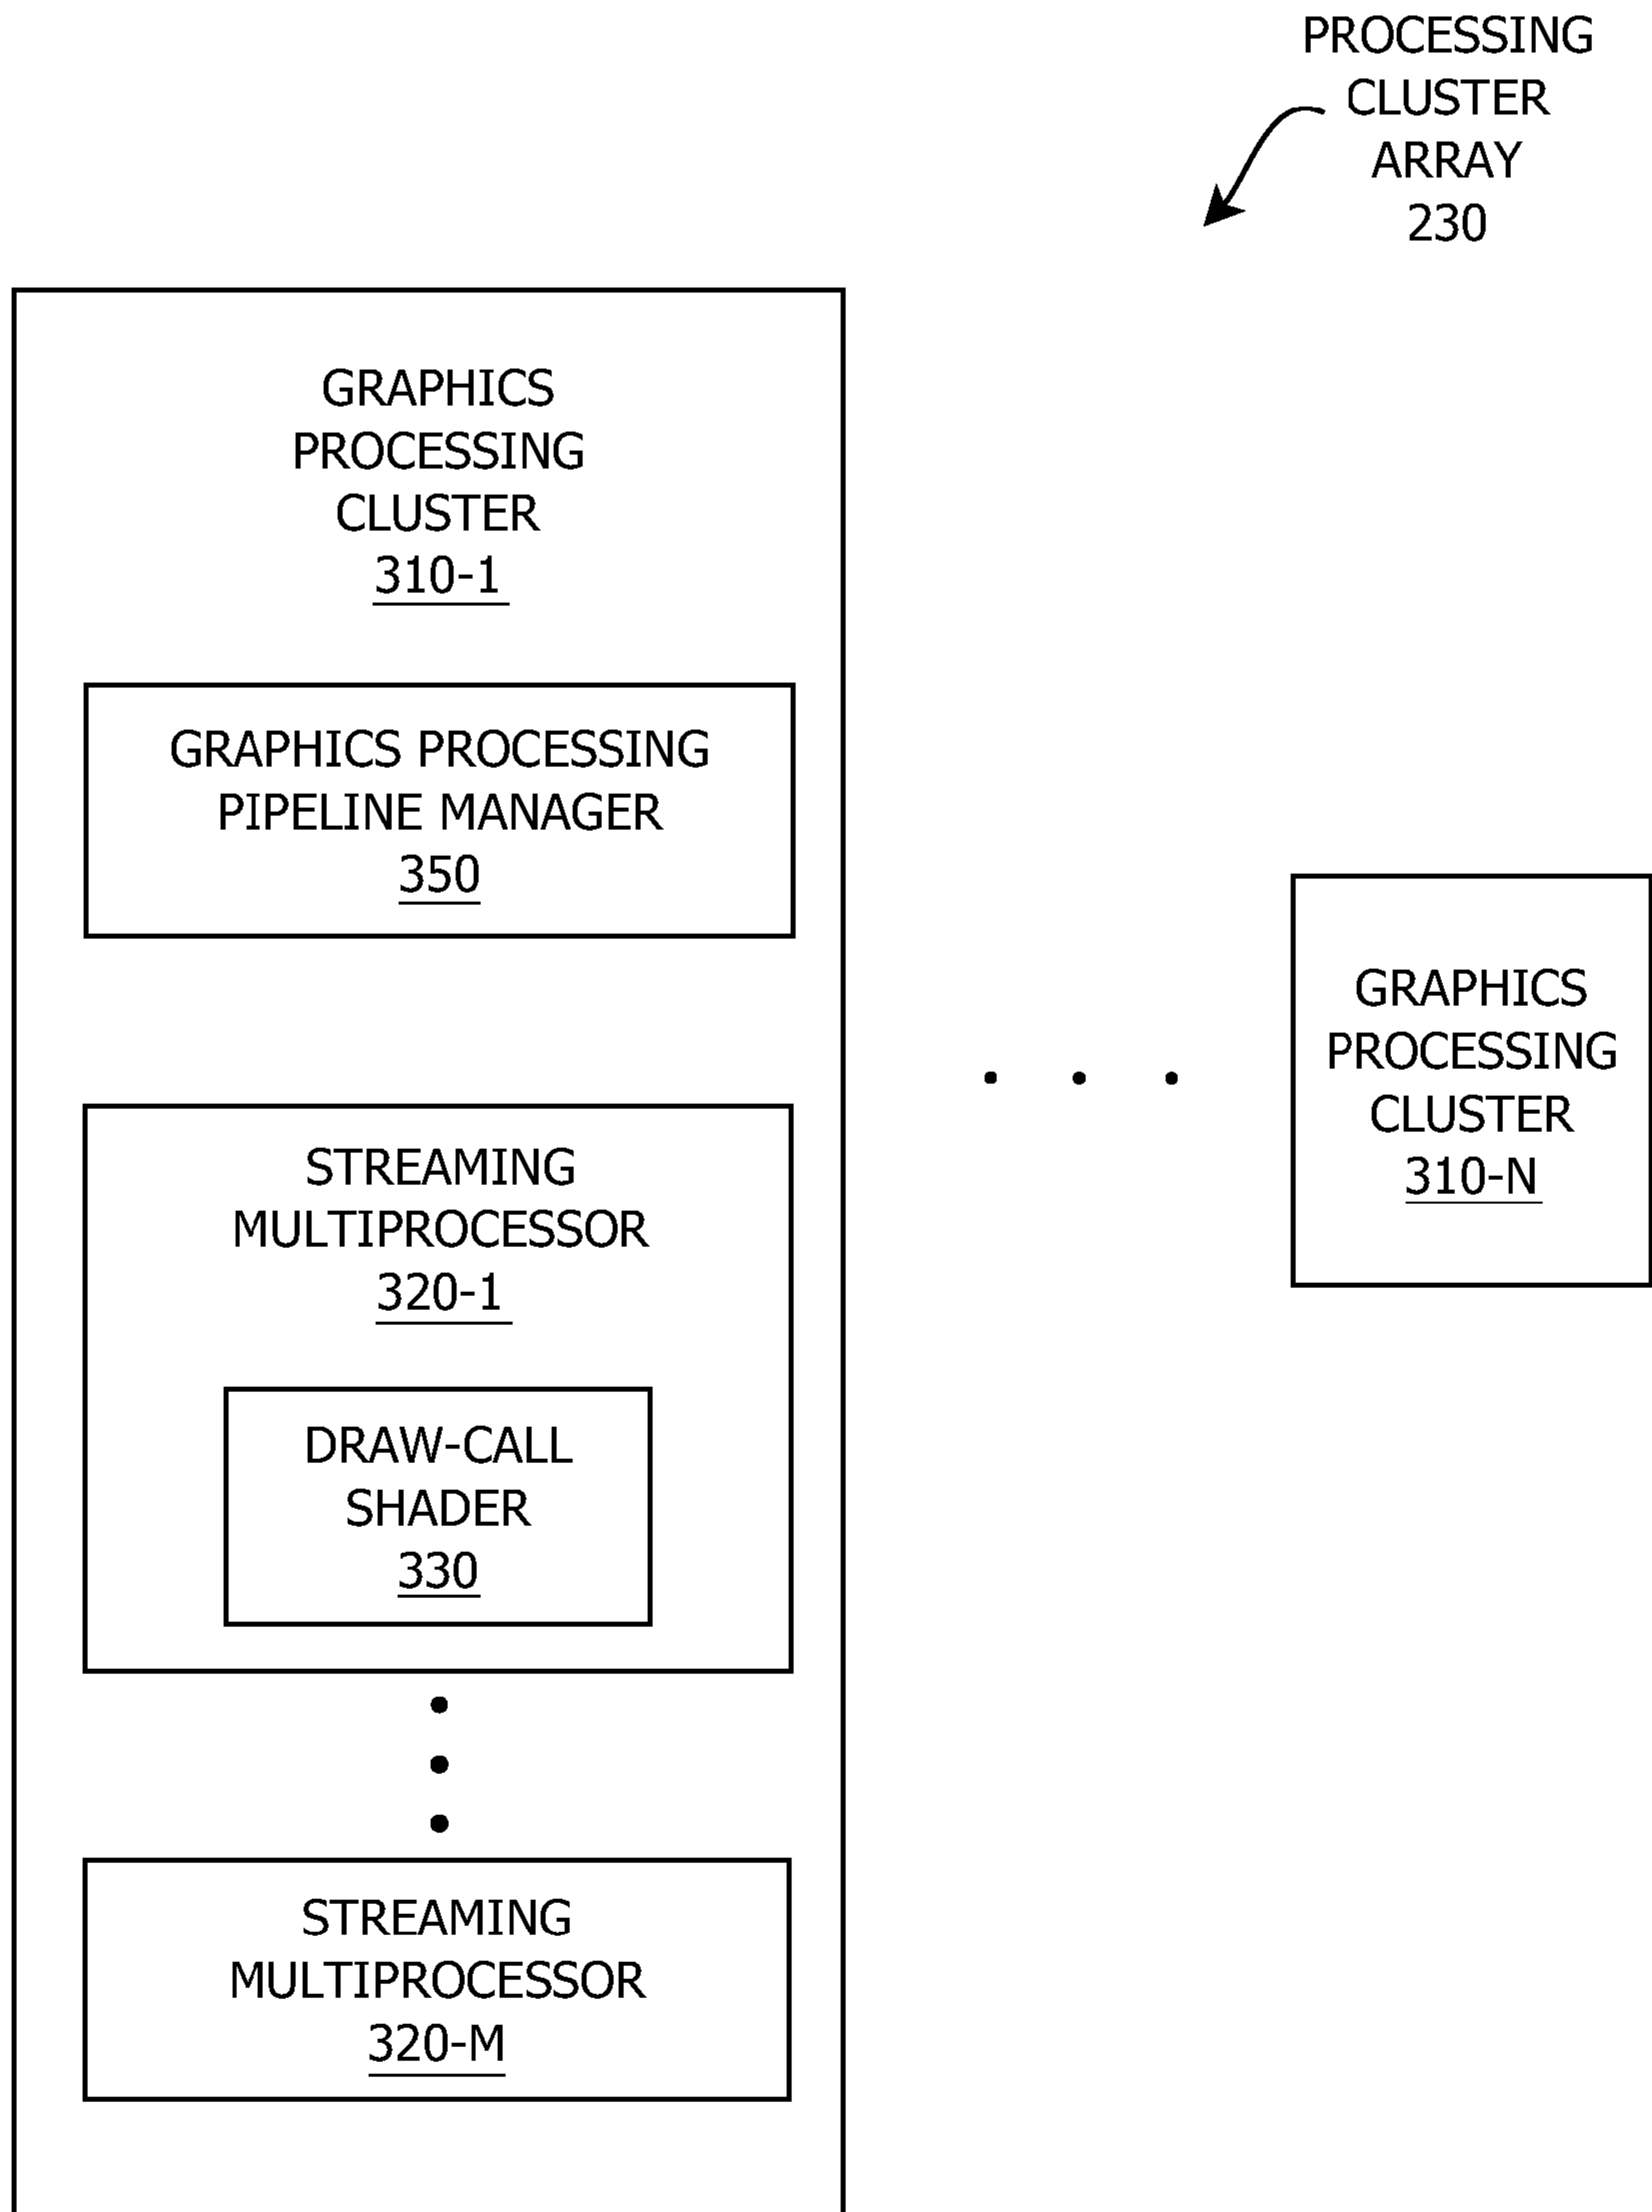 PROCESSING
CLUSTER
ARRAY
230
GRAPHICS
PROCESSING
CLUSTER
310-1
GRAPHICS PROCESSING
PIPELINE MANAGER
350
STREAMING
MULTIPROCESSOR
320-1
DRAW-CALL
SHADER
330
STREAMING
MULTIPROCESSOR
320-M
GRAPHICS
PROCESSING
CLUSTER
310-N